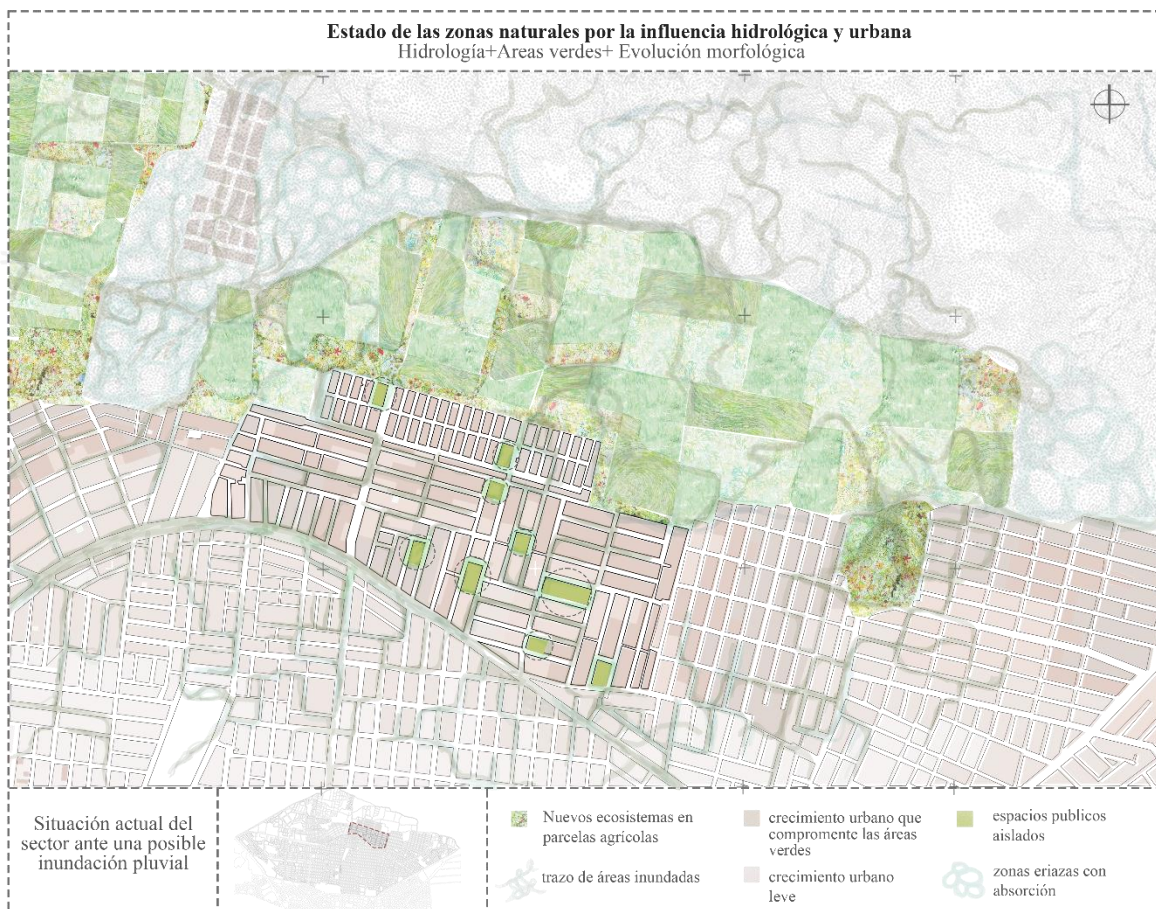 Estado de las zonas naturales por la influencia hidrológica y urbana
Hidrología+Areas verdes+ Evolución morfológica
Situación actual del
sector ante una posible
inundación pluvial
Nuevos ecosistemas en
parcelas agrícolas
trazo de áreas inundadas
crecimiento urbano que
compromente las áreas
verdes
crecimiento urbano
leve
espacios publicos
aislados
zonas eriazas con
absorción